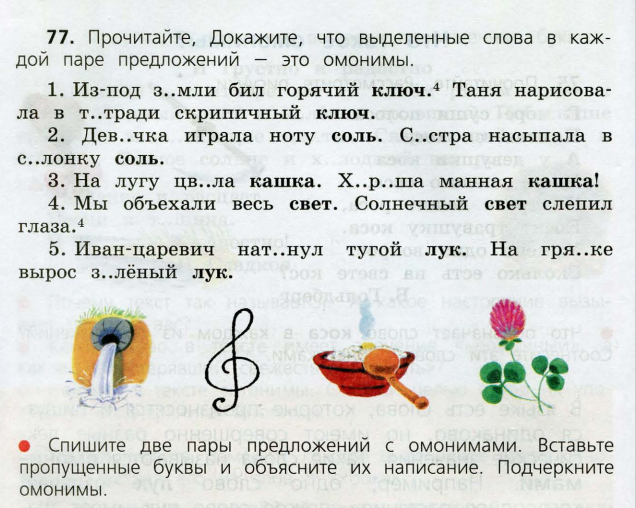 77. Прочитайте, Докажите, что выделенные слова в каж-
дой паре предложений – это омонимы.
1. Из-под з..мли бил горячий ключ.⁴ Таня нарисова-
ла в т..тради скрипичный ключ.
2. Дев..чка играла ноту соль. С..стра насыпала в
с..лонку соль.
3. На лугу цв..ла кашка. Х..р..ша манная кашка!
4. Мы объехали весь свет. Солнечный свет слепил
глаза.⁴
5. Иван-царевич нат..нул тугой лук. На гря..ке
вырос з..лёный лук.
• Спишите две пары предложений с омонимами. Вставьте
пропущенные буквы и объясните их написание. Подчеркните
омонимы.